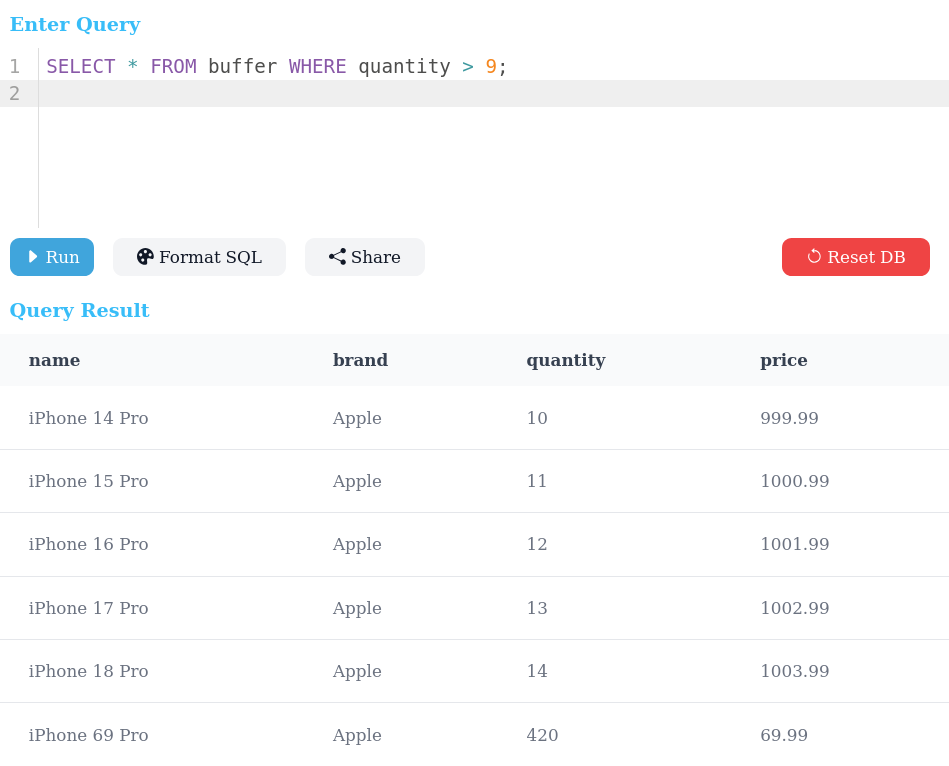 Enter Query
1 SELECT * FROM buffer WHERE quantity > 9;
2
Run Format SQL Share Reset DB
Query Result
name brand quantity price
iPhone 14 Pro Apple 10 999.99
iPhone 15 Pro Apple 11 1000.99
iPhone 16 Pro Apple 12 1001.99
iPhone 17 Pro Apple 13 1002.99
iPhone 18 Pro Apple 14 1003.99
iPhone 69 Pro Apple 420 69.99